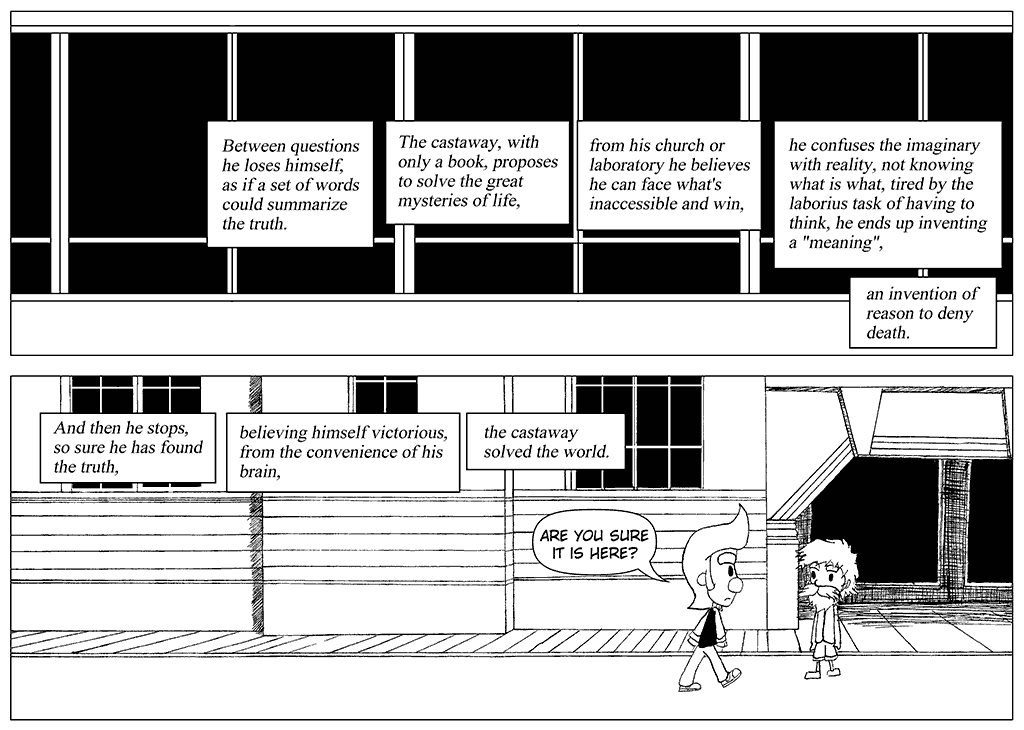 Between questions
he loses himself,
as if a set of words
could summarize
the truth.
The castaway, with
only a book, proposes
to solve the great
mysteries of life,
from his church or
laboratory he believes
he can face what's
inaccessible and win,
he confuses the imaginary
with reality, not knowing
what is what, tired by the
laborius task of having to
think, he ends up inventing
a "meaning",
an invention of
reason to deny
death.
And then he stops,
so sure he has found
the truth,
believing himself victorious,
from the convenience of his
brain,
the castaway
solved the world.
ARE YOU SURE
IT IS HERE?